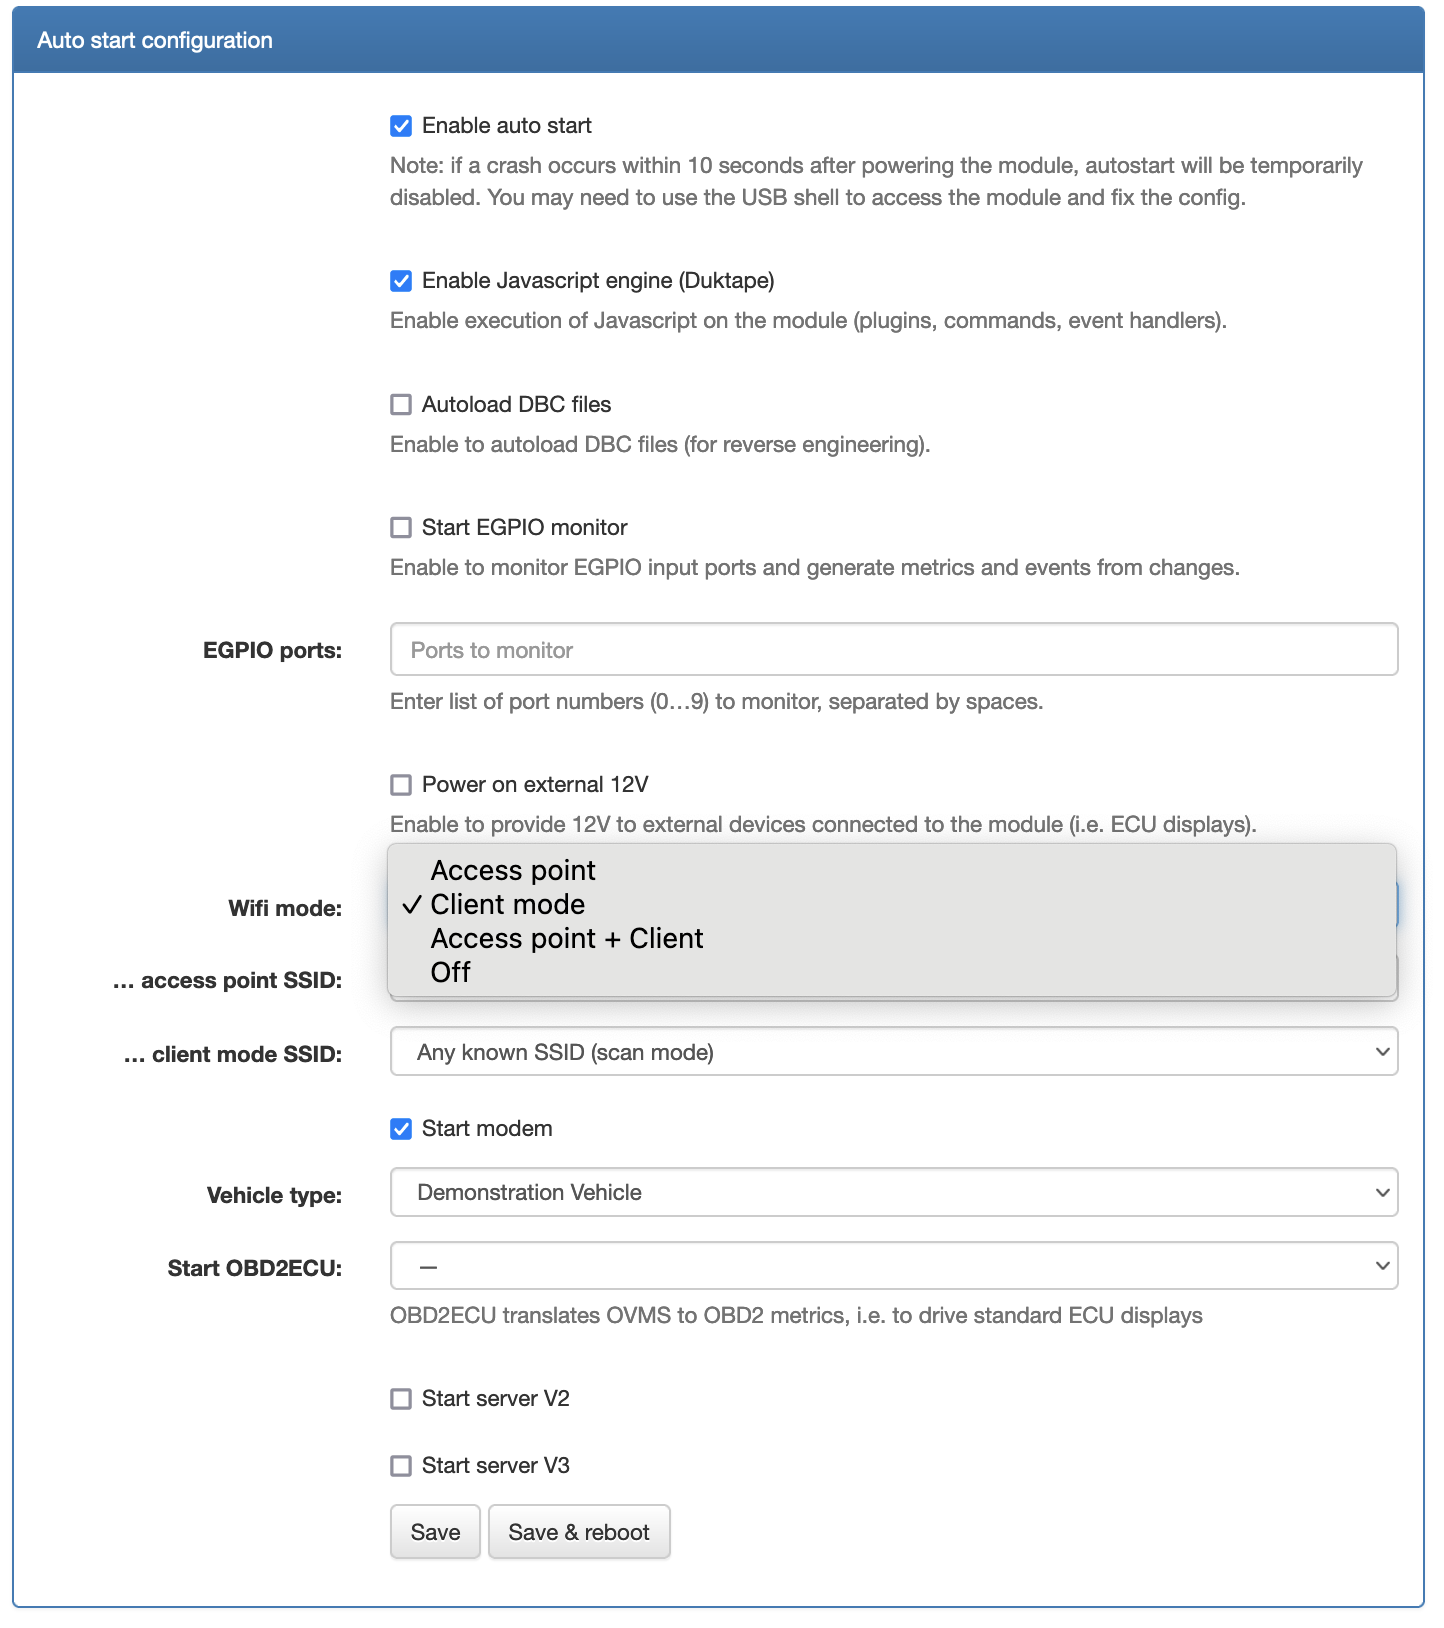 Auto start configuration
Enable auto start
Note: if a crash occurs within 10 seconds after powering the module, autostart will be temporarily
disabled. You may need to use the USB shell to access the module and fix the config.
Enable Javascript engine (Duktape)
Enable execution of Javascript on the module (plugins, commands, event handlers).
Autoload DBC files
Enable to autoload DBC files (for reverse engineering).
Start EGPIO monitor
Enable to monitor EGPIO input ports and generate metrics and events from changes.
EGPIO ports: Ports to monitor
Enter list of port numbers (0…9) to monitor, separated by spaces.
Power on external 12V
Enable to provide 12V to external devices connected to the module (i.e. ECU displays).
Access point
Wifi mode: ✓ Client mode
Access point + Client
… access point SSID: Off
… client mode SSID: Any known SSID (scan mode)
Start modem
Vehicle type: Demonstration Vehicle
Start OBD2ECU: —
OBD2ECU translates OVMS to OBD2 metrics, i.e. to drive standard ECU displays
Start server V2
Start server V3
Save Save & reboot